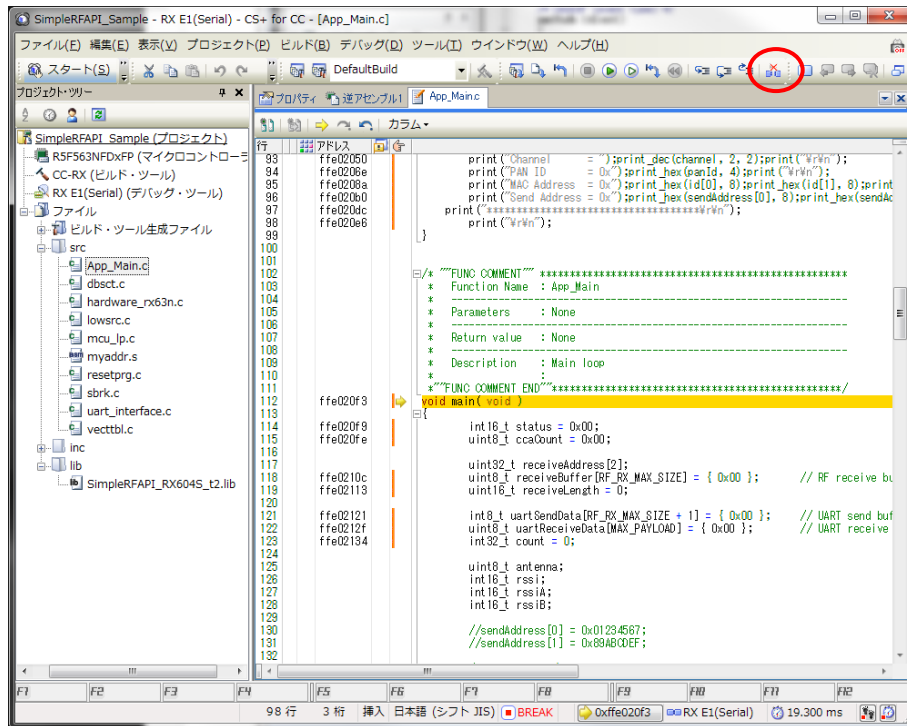 SimpleRFAPI_Sample - RX E1(Serial) - CS+ for CC - [App_Main.c]
ファイル(F) 編集(E) 表示(V) プロジェクト(P) ビルド(B) デバッグ(D) ツール(T) ウインドウ(W) ヘルプ(H)
スタート(S) DefaultBuild
プロジェクト・ツリー
プロパティ 逆アセンブル1 App_Main.c
カラム
SimpleRFAPI_Sample (プロジェクト)
R5F563NFDxFP (マイクロコントローラ
CC-RX (ビルド・ツール)
RX E1(Serial) (デバッグ・ツール)
ファイル
ビルド・ツール生成ファイル
src
App_Main.c
dbsct.c
hardware_rx63n.c
lowsrc.c
mcu_lp.c
myaddr.s
resetprg.c
sbrk.c
uart_interface.c
vecttbl.c
inc
lib
SimpleRFAPI_RX604S_t2.lib
行 アドレス
93 ffe02050 print("Channel = ");print_dec(channel, 2, 2);print("¥r¥n");
94 ffe0206e print("PAN ID = 0x");print_hex(panId, 4);print("¥r¥n");
95 ffe0208a print("MAC Address = 0x");print_hex(id[0], 8);print_hex(id[1], 8);print
96 ffe020b0 print("Send Address = 0x");print_hex(sendAddress[0], 8);print_hex(sendAd
97 ffe020dc print("***********************************¥r¥n");
98 ffe020e6 print("¥r¥n");
99 }
100
101
102 /* ""FUNC COMMENT"" ***************************************************
103 * Function Name : App_Main
104 * ------------------------------------------------------------------
105 * Parameters : None
106 * ------------------------------------------------------------------
107 * Return value : None
108 * ------------------------------------------------------------------
109 * Description : Main loop
110 * :
111 *""FUNC COMMENT END""************************************************/
112 ffe020f3 void main( void )
113 {
114 ffe020f9 int16_t status = 0x00;
115 ffe020fe uint8_t ccaCount = 0x00;
116
117 uint32_t receiveAddress[2];
118 ffe0210c uint8_t receiveBuffer[RF_RX_MAX_SIZE] = { 0x00 }; // RF receive bu
119 ffe02113 uint16_t receiveLength = 0;
120
121 ffe02121 int8_t uartSendData[RF_RX_MAX_SIZE + 1] = { 0x00 }; // UART send buf
122 ffe0212f uint8_t uartReceiveData[MAX_PAYLOAD] = { 0x00 }; // UART receive
123 ffe02134 int32_t count = 0;
124
125 uint8_t antenna;
126 int16_t rssi;
127 int16_t rssiA;
128 int16_t rssiB;
129
130 //sendAddress[0] = 0x01234567;
131 //sendAddress[1] = 0x89ABCDEF;
132
F1 F2 F3 F4 F5 F6 F7 F8 F9 F10 F11 F12
98 行 3 桁 挿入 日本語 (シフト JIS) BREAK 0xffe020f3 RX E1(Serial) 19.300 ms